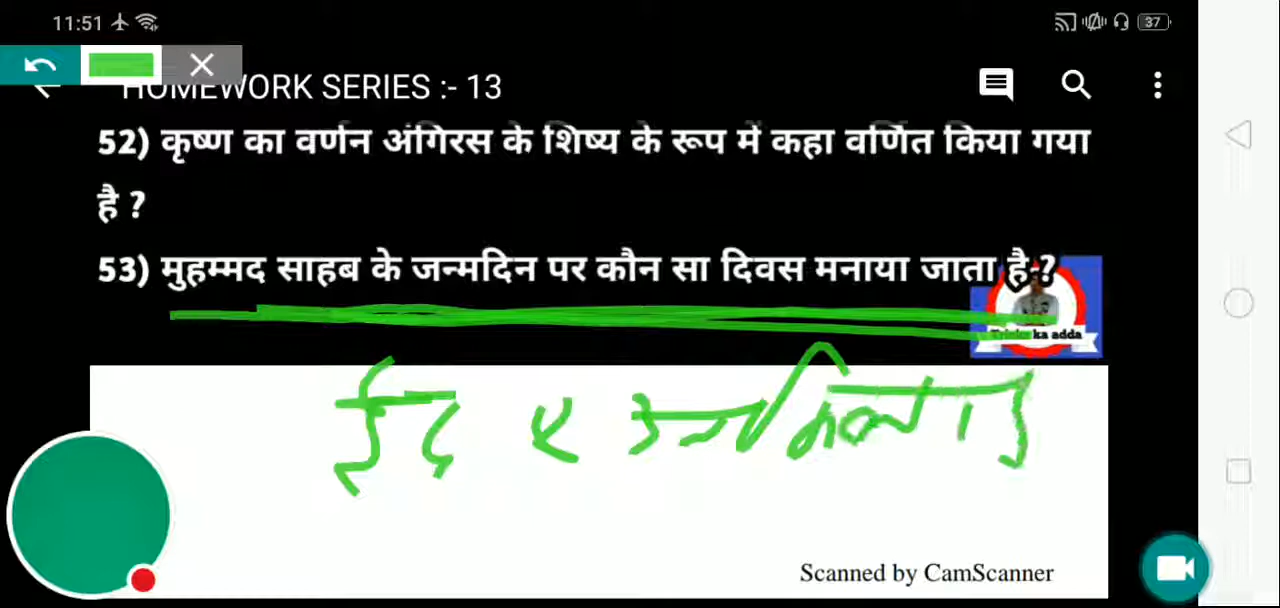 11:51
37
HOMEWORK SERIES :- 13
52) कृष्ण का वर्णन अंगिरस के शिष्य के रूप में कहा वर्णित किया गया
है ?
53) मुहम्मद साहब के जन्मदिन पर कौन सा दिवस मनाया जाता है ?
ka adda
ईद ए
Scanned by CamScanner